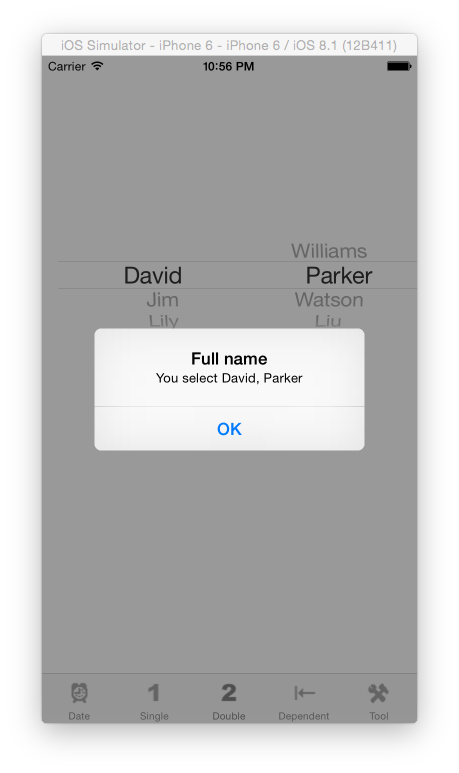 iOS Simulator - iPhone 6 - iPhone 6 / iOS 8.1 (12B411)
Carrier 10:56 PM
Williams
David Parker
Jim Watson
Lily Liu
Full name
You select David, Parker
OK
1 2
Date Single Double Dependent Tool